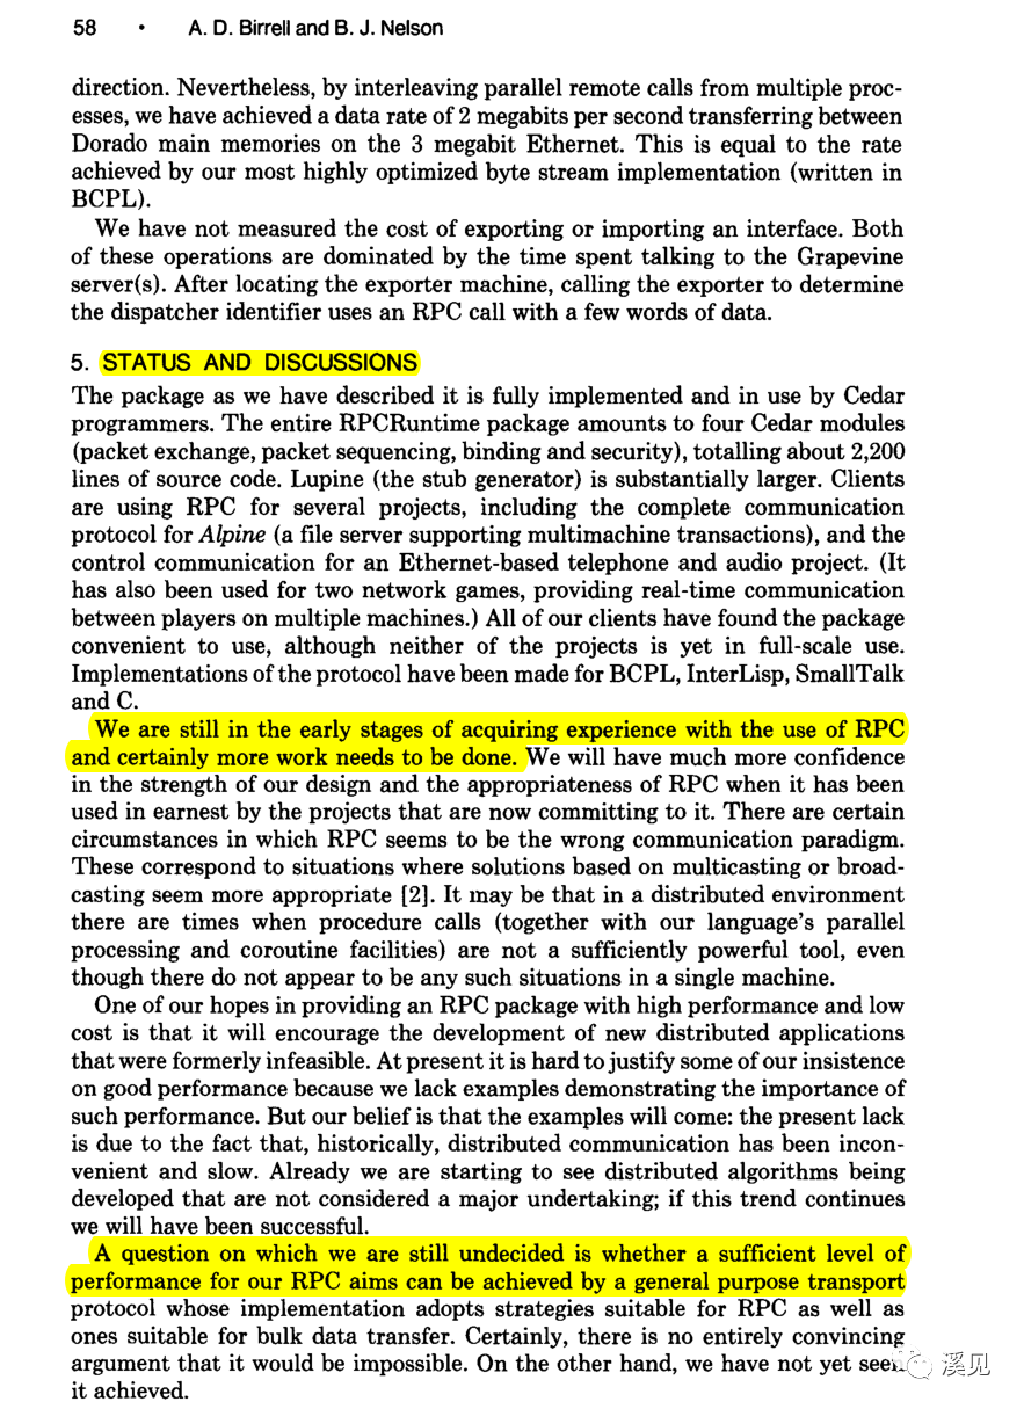 58 • A. D. Birrell and B. J. Nelson
direction. Nevertheless, by interleaving parallel remote calls from multiple proc-
esses, we have achieved a data rate of 2 megabits per second transferring between
Dorado main memories on the 3 megabit Ethernet. This is equal to the rate
achieved by our most highly optimized byte stream implementation (written in
BCPL).
We have not measured the cost of exporting or importing an interface. Both
of these operations are dominated by the time spent talking to the Grapevine
server(s). After locating the exporter machine, calling the exporter to determine
the dispatcher identifier uses an RPC call with a few words of data.
5. STATUS AND DISCUSSIONS
The package as we have described it is fully implemented and in use by Cedar
programmers. The entire RPCRuntime package amounts to four Cedar modules
(packet exchange, packet sequencing, binding and security), totalling about 2,200
lines of source code. Lupine (the stub generator) is substantially larger. Clients
are using RPC for several projects, including the complete communication
protocol for Alpine (a file server supporting multimachine transactions), and the
control communication for an Ethernet-based telephone and audio project. (It
has also been used for two network games, providing real-time communication
between players on multiple machines.) All of our clients have found the package
convenient to use, although neither of the projects is yet in full-scale use.
Implementations of the protocol have been made for BCPL, InterLisp, SmallTalk
and C.
We are still in the early stages of acquiring experience with the use of RPC
and certainly more work needs to be done. We will have much more confidence
in the strength of our design and the appropriateness of RPC when it has been
used in earnest by the projects that are now committing to it. There are certain
circumstances in which RPC seems to be the wrong communication paradigm.
These correspond to situations where solutions based on multicasting or broad-
casting seem more appropriate [2]. It may be that in a distributed environment
there are times when procedure calls (together with our language's parallel
processing and coroutine facilities) are not a sufficiently powerful tool, even
though there do not appear to be any such situations in a single machine.
One of our hopes in providing an RPC package with high performance and low
cost is that it will encourage the development of new distributed applications
that were formerly infeasible. At present it is hard to justify some of our insistence
on good performance because we lack examples demonstrating the importance of
such performance. But our belief is that the examples will come: the present lack
is due to the fact that, historically, distributed communication has been incon-
venient and slow. Already we are starting to see distributed algorithms being
developed that are not considered a major undertaking; if this trend continues
we will have been successful.
A question on which we are still undecided is whether a sufficient level of
performance for our RPC aims can be achieved by a general purpose transport
protocol whose implementation adopts strategies suitable for RPC as well as
ones suitable for bulk data transfer. Certainly, there is no entirely convincing
argument that it would be impossible. On the other hand, we have not yet seen
it achieved.
溪见